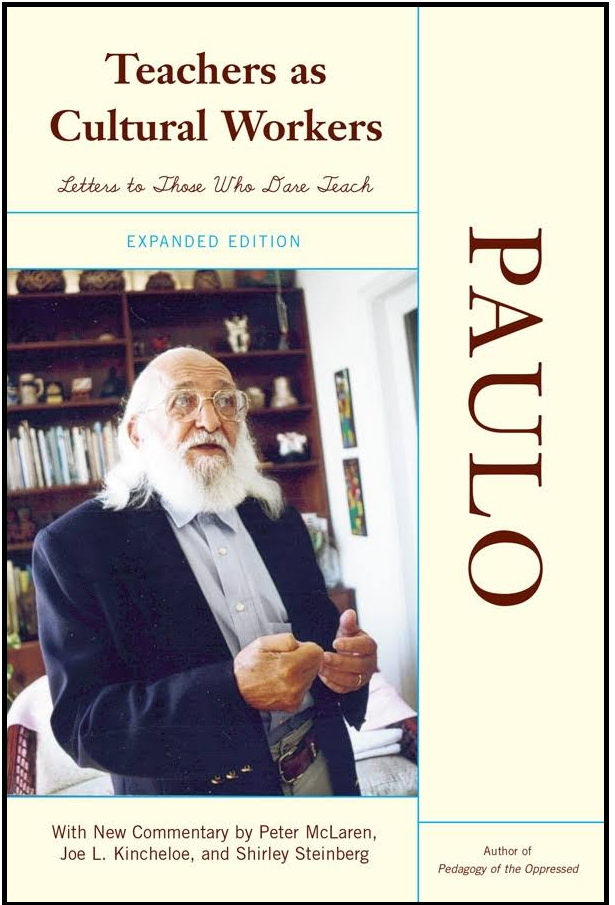 Teachers as
Cultural Workers
Letters to Those Who Dare Teach
EXPANDED EDITION
PAULO
With New Commentary by Peter McLaren,
Joe L. Kincheloe, and Shirley Steinberg
Author of
Pedagogy of the Oppressed